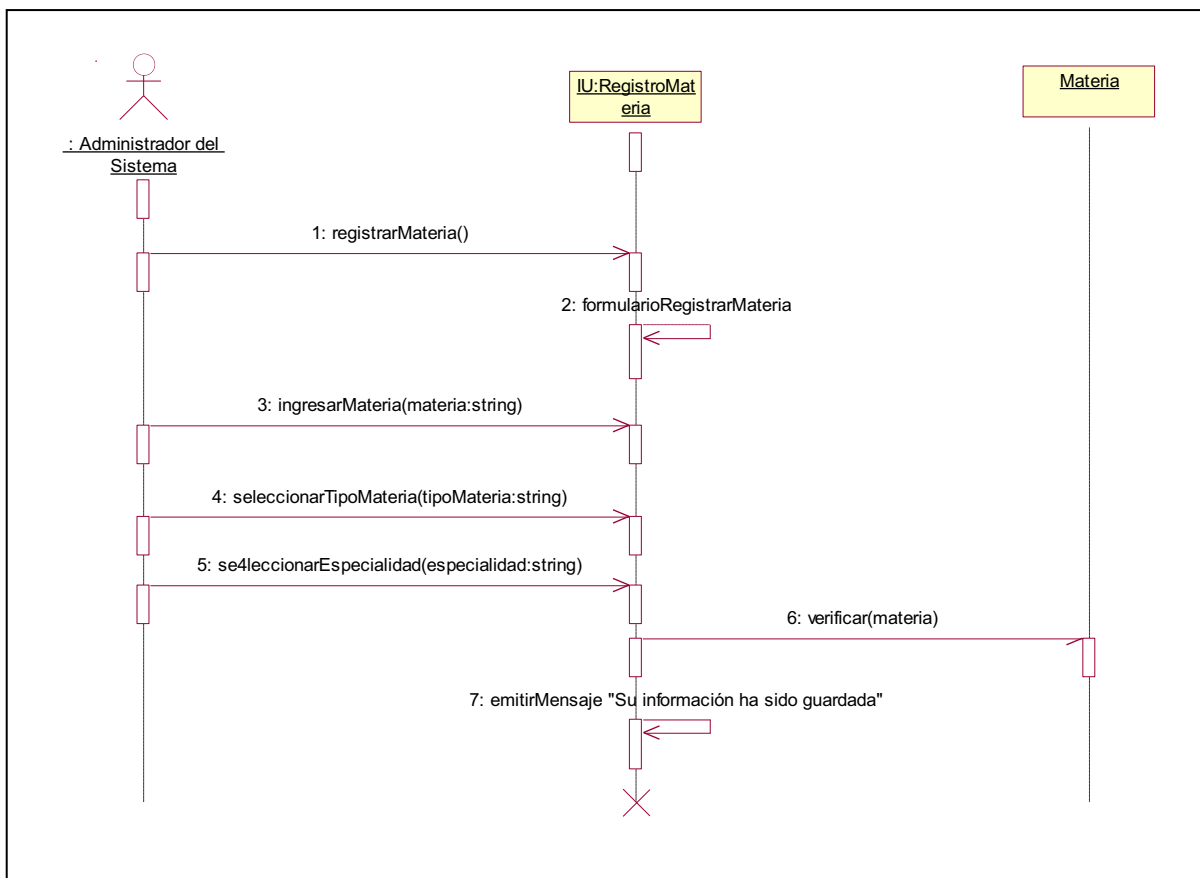 : Administrador del
Sistema
IU:RegistroMat
eria
Materia
1: registrarMateria()
2: formularioRegistrarMateria
3: ingresarMateria(materia:string)
4: seleccionarTipoMateria(tipoMateria:string)
5: se4leccionarEspecialidad(especialidad:string)
6: verificar(materia)
7: emitirMensaje "Su información ha sido guardada"